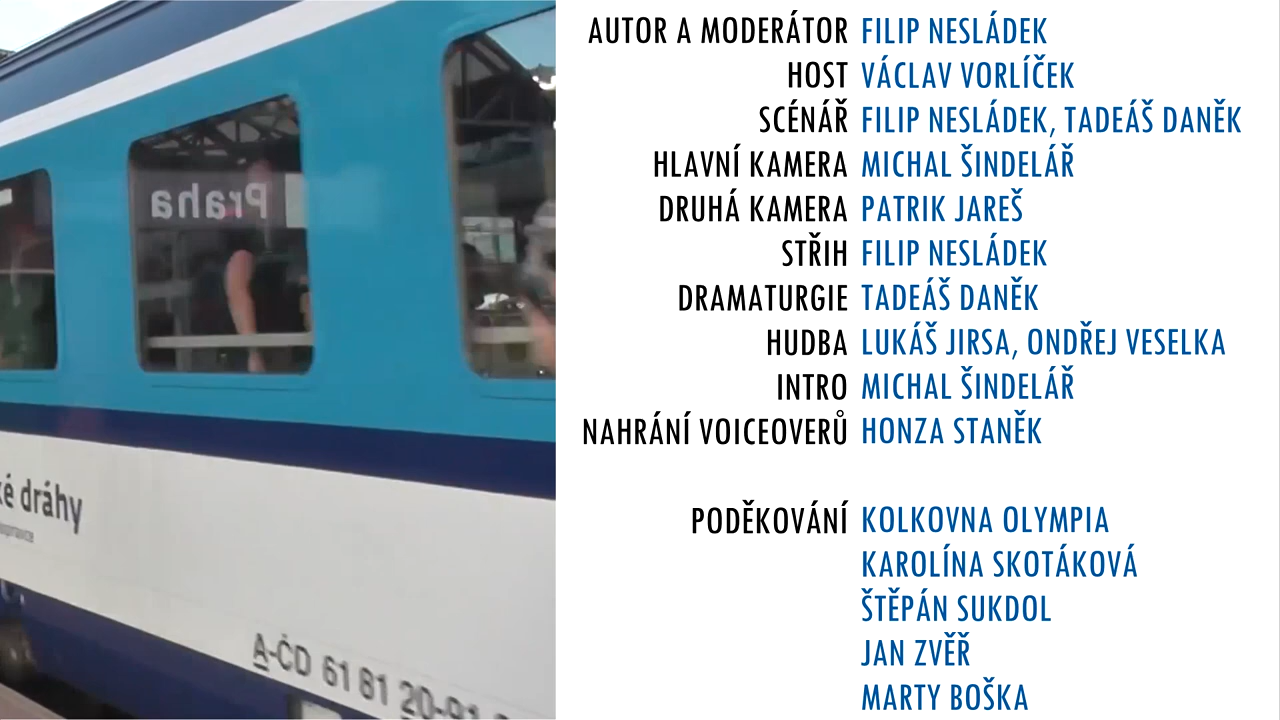 AUTOR A MODERÁTOR FILIP NESLÁDEK
HOST VÁCLAV VORLÍČEK
SCÉNÁŘ FILIP NESLÁDEK, TADEÁŠ DANĚK
HLAVNÍ KAMERA MICHAL ŠINDELÁŘ
DRUHÁ KAMERA PATRIK JAREŠ
STŘIH FILIP NESLÁDEK
DRAMATURGIE TADEÁŠ DANĚK
HUDBA LUKÁŠ JIRSA, ONDŘEJ VESELKA
INTRO MICHAL ŠINDELÁŘ
NAHRÁNÍ VOICEOVERŮ HONZA STANĚK
PODĚKOVÁNÍ KOLKOVNA OLYMPIA
KAROLÍNA SKOTÁKOVÁ
ŠTĚPÁN SUKDOL
JAN ZVĚŘ
MARTY BOŠKA
Praha
ké dráhy
A-ČD 61 81 20-91